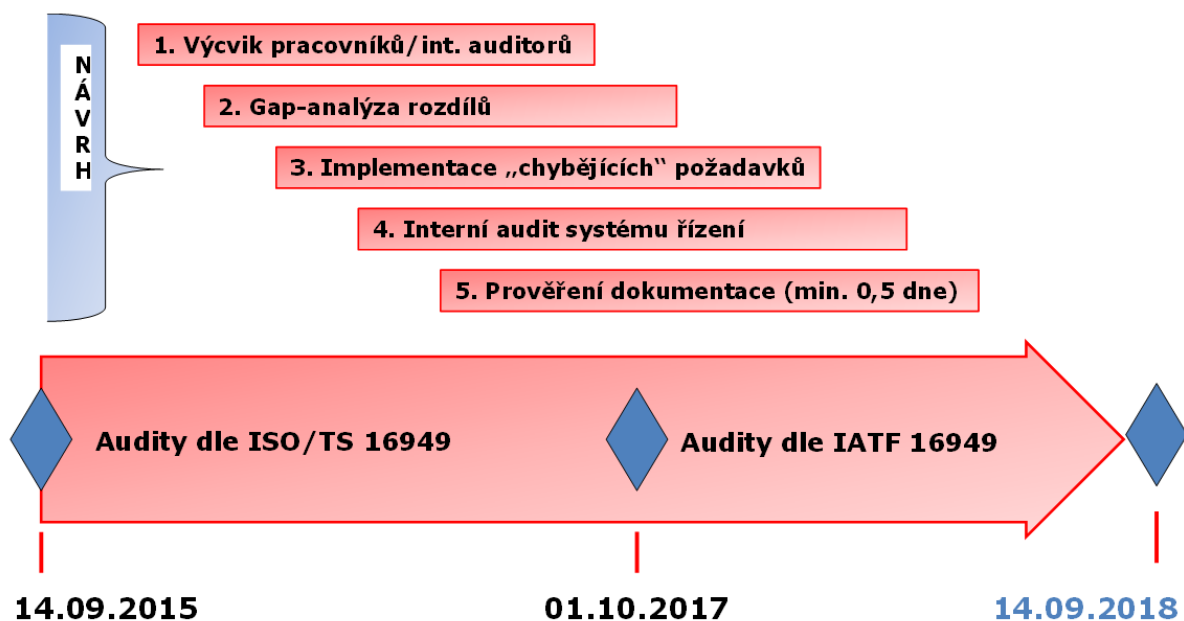 NÁVRH
1. Výcvik pracovníků/int. auditorů
2. Gap-analýza rozdílů
3. Implementace „chybějících“ požadavků
4. Interní audit systému řízení
5. Prověření dokumentace (min. 0,5 dne)
Audity dle ISO/TS 16949
Audity dle IATF 16949
14.09.2015
01.10.2017
14.09.2018